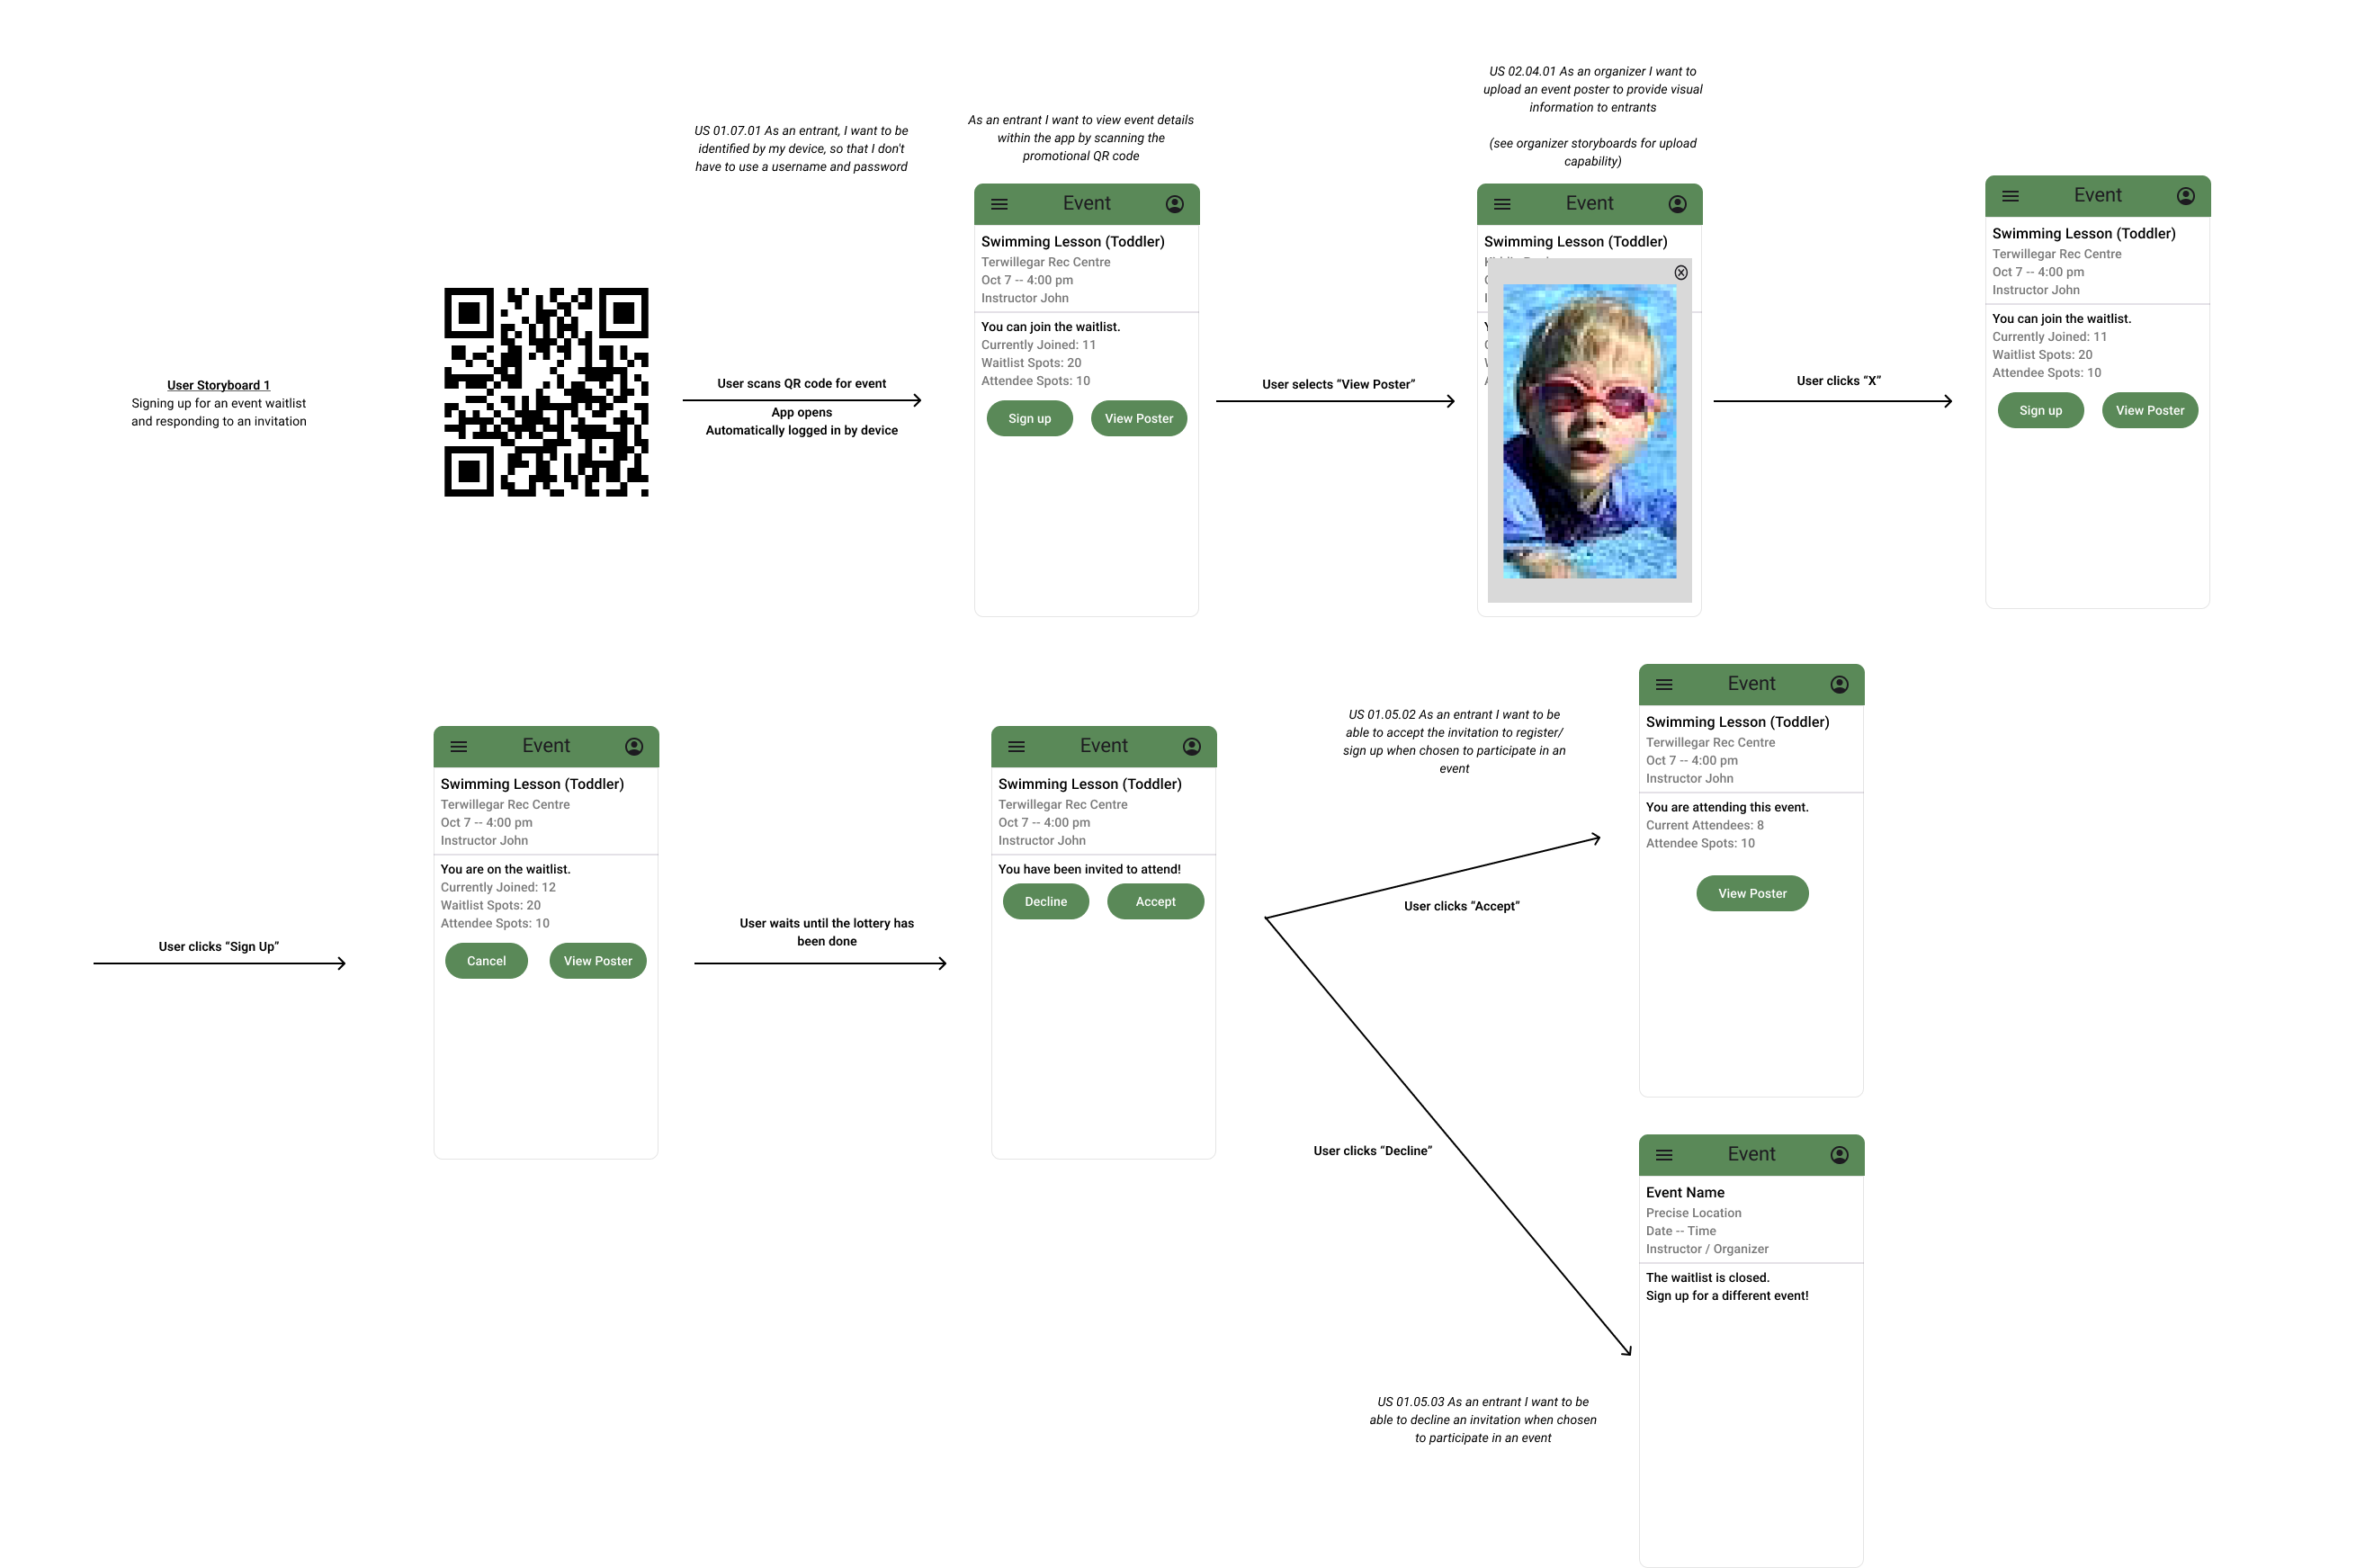 User Storyboard 1
Signing up for an event waitlist
and responding to an invitation
US 01.07.01 As an entrant, I want to be
identified by my device, so that I don't
have to use a username and password
User scans QR code for event
App opens
Automatically logged in by device
As an entrant I want to view event details
within the app by scanning the
promotional QR code
Event
Swimming Lesson (Toddler)
Terwillegar Rec Centre
Oct 7 -- 4:00 pm
Instructor John
You can join the waitlist.
Currently Joined: 11
Waitlist Spots: 20
Attendee Spots: 10
Sign up
View Poster
User selects “View Poster”
US 02.04.01 As an organizer I want to
upload an event poster to provide visual
information to entrants
(see organizer storyboards for upload
capability)
Event
Swimming Lesson (Toddler)
User clicks “X”
Event
Swimming Lesson (Toddler)
Terwillegar Rec Centre
Oct 7 -- 4:00 pm
Instructor John
You can join the waitlist.
Currently Joined: 11
Waitlist Spots: 20
Attendee Spots: 10
Sign up
View Poster
User clicks “Sign Up”
Event
Swimming Lesson (Toddler)
Terwillegar Rec Centre
Oct 7 -- 4:00 pm
Instructor John
You are on the waitlist.
Currently Joined: 12
Waitlist Spots: 20
Attendee Spots: 10
Cancel
View Poster
User waits until the lottery has
been done
Event
Swimming Lesson (Toddler)
Terwillegar Rec Centre
Oct 7 -- 4:00 pm
Instructor John
You have been invited to attend!
Decline
Accept
US 01.05.02 As an entrant I want to be
able to accept the invitation to register/
sign up when chosen to participate in an
event
User clicks “Accept”
Event
Swimming Lesson (Toddler)
Terwillegar Rec Centre
Oct 7 -- 4:00 pm
Instructor John
You are attending this event.
Current Attendees: 8
Attendee Spots: 10
View Poster
User clicks “Decline”
Event
Event Name
Precise Location
Date -- Time
Instructor / Organizer
The waitlist is closed.
Sign up for a different event!
US 01.05.03 As an entrant I want to be
able to decline an invitation when chosen
to participate in an event